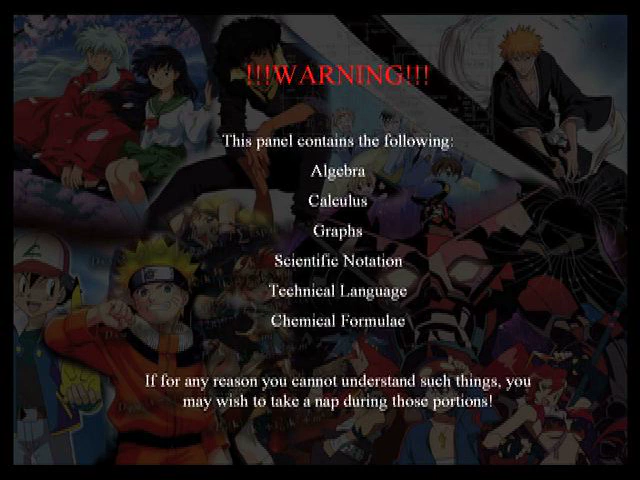 !!!WARNING!!!
This panel contains the following:
Algebra
Calculus
Graphs
Scientific Notation
Technical Language
Chemical Formulae
If for any reason you cannot understand such things, you
may wish to take a nap during those portions!